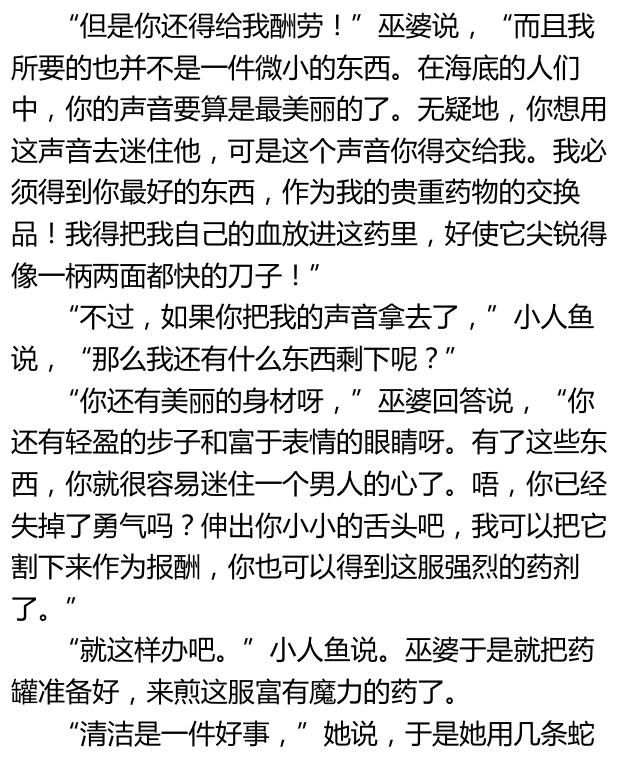 “但是你还得给我酬劳！”巫婆说，“而且我
所要的也并不是一件微小的东西。在海底的人们
中，你的声音要算是最美丽的了。无疑地，你想用
这声音去迷住他，可是这个声音你得交给我。我必
须得到你最好的东西，作为我的贵重药物的交换
品！我得把我自己的血放进这药里，好使它尖锐得
像一柄两面都快的刀子！”
“不过，如果你把我的声音拿去了，”小人鱼
说，“那么我还有什么东西剩下呢？”
“你还有美丽的身材呀，”巫婆回答说，“你
还有轻盈的步子和富于表情的眼睛呀。有了这些东
西，你就很容易迷住一个男人的心了。唔，你已经
失掉了勇气吗？伸出你小小的舌头吧，我可以把它
割下来作为报酬，你也可以得到这服强烈的药剂
了。”
“就这样办吧。”小人鱼说。巫婆于是就把药
罐准备好，来煎这服富有魔力的药了。
“清洁是一件好事，”她说，于是她用几条蛇